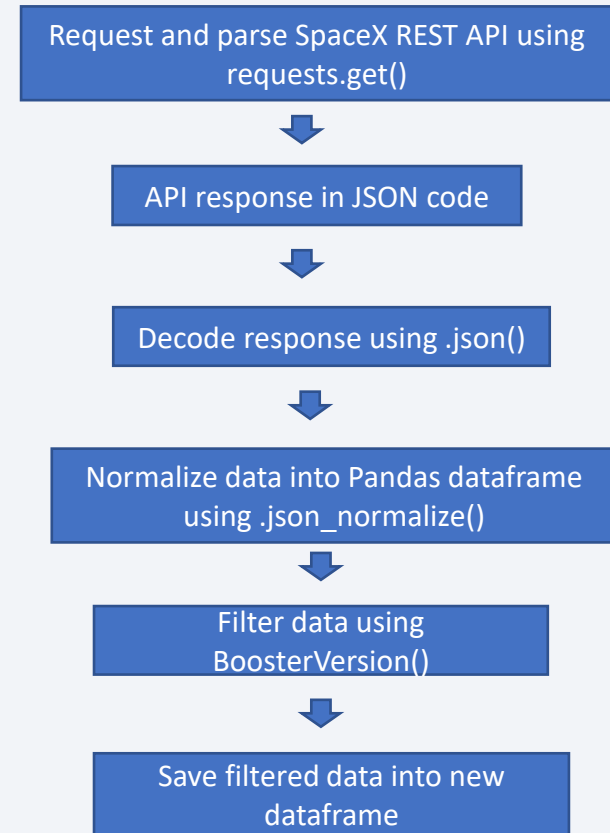 Request and parse SpaceX REST API using
requests.get()
API response in JSON code
Decode response using .json()
Normalize data into Pandas dataframe
using .json_normalize()
Filter data using
BoosterVersion()
Save filtered data into new
dataframe